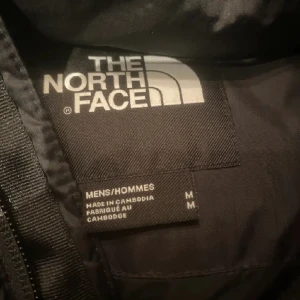 THE
NORTH
® FACE
MENS/HOMMES M
MADE IN CAMBODIA M
FABRIQUÉ AU
CAMBODGE